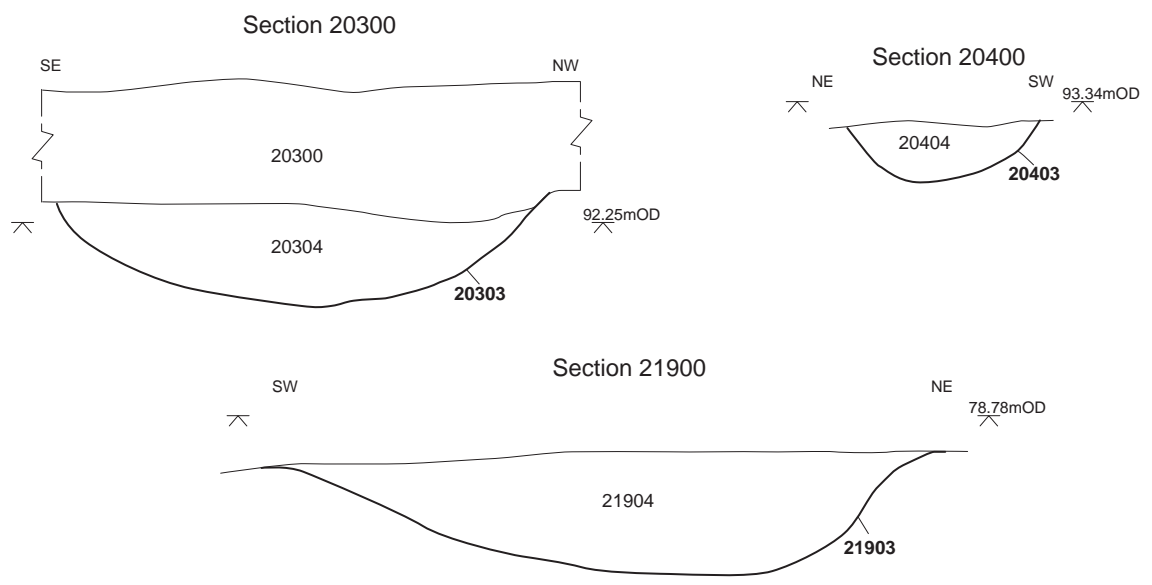 Section 20300
SE
NW
20300
92.25mOD
20304
20303
Section 20400
NE
SW
93.34mOD
20404
20403
Section 21900
SW
NE
78.78mOD
21904
21903